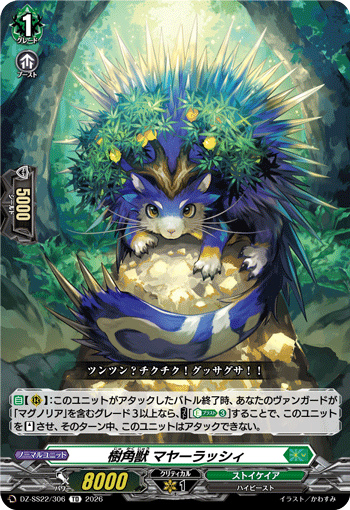 1
グレード
ブースト
シールド
5000
ツンツン？チクチク！グッサグサ！！
自【R】：このユニットがアタックしたバトル終了時、あなたのヴァンガードが
「マグノリア」を含むグレード３以上なら、【コスト】することで、このユニット
を【スタンド】させ、そのターン中、このユニットはアタックできない。
ノーマルユニット
樹角獣 マヤーラッシィ
パワー
8000
クリティカル
1
ストイケイア
ハイビースト
DZ-SS22/306 TD 2026
イラスト／かわすみ